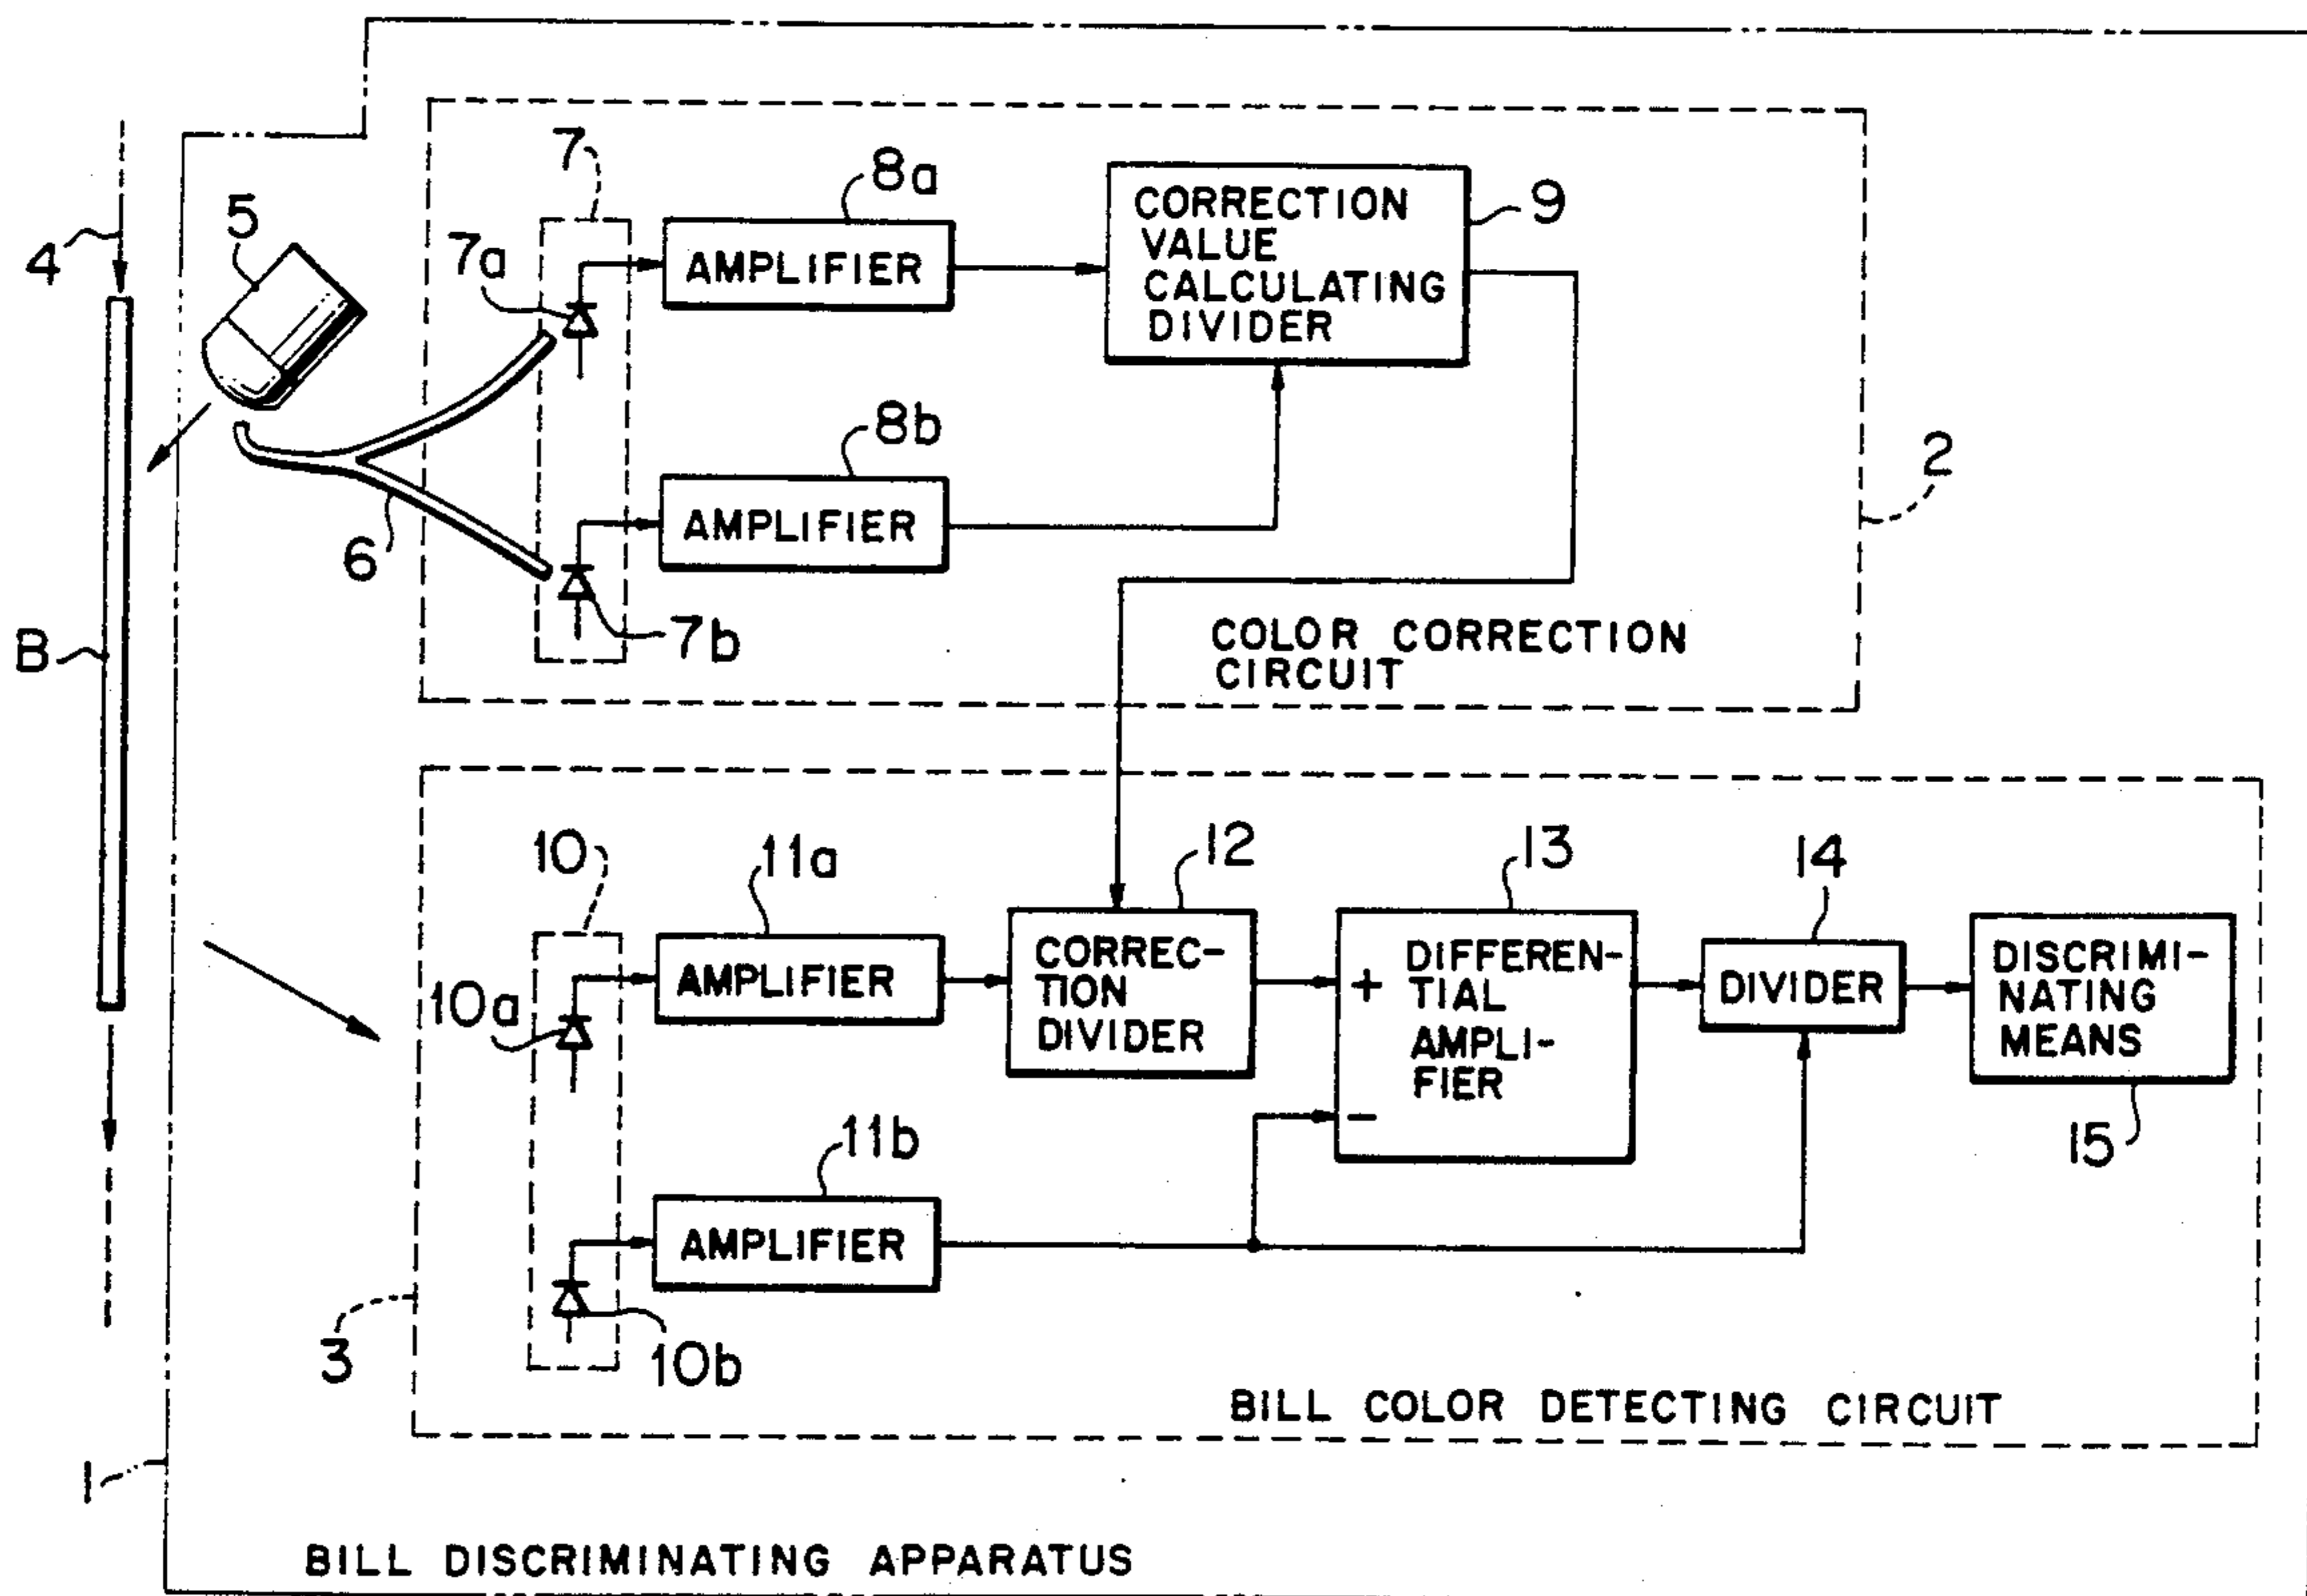 7
8a
9
5
4
7a
AMPLIFIER
CORRECTION
VALUE
CALCULATING
DIVIDER
8b
2
6
AMPLIFIER
7b
B
COLOR CORRECTION
CIRCUIT
10
11a
12
13
14
10a
AMPLIFIER
CORREC-
TION
DIVIDER
+
DIFFEREN-
TIAL
AMPLI-
FIER
-
DIVIDER
DISCRIMI-
NATING
MEANS
11b
15
AMPLIFIER
3
10b
BILL COLOR DETECTING CIRCUIT
1
BILL DISCRIMINATING APPARATUS